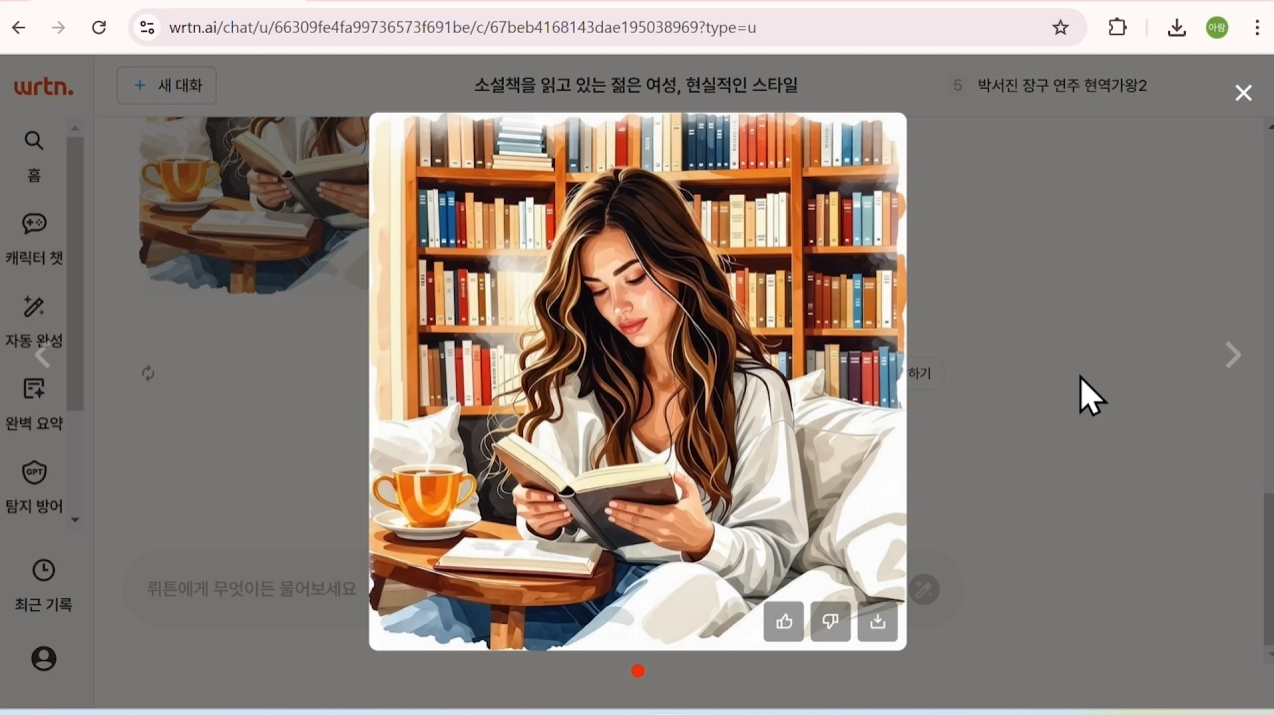 wrtn.ai/chat/u/66309fe4fa99736573f691be/c/67beb4168143dae195038969?type=u
아람
wrtn.
+ 새 대화
소설책을 읽고 있는 젊은 여성, 현실적인 스타일
5 박서진 장구 연주 현역가왕2
홈
캐릭터 챗
자동 완성
완벽 요약
GPT
탐지 방어
최근 기록
하기
뤼튼에게 무엇이든 물어보세요